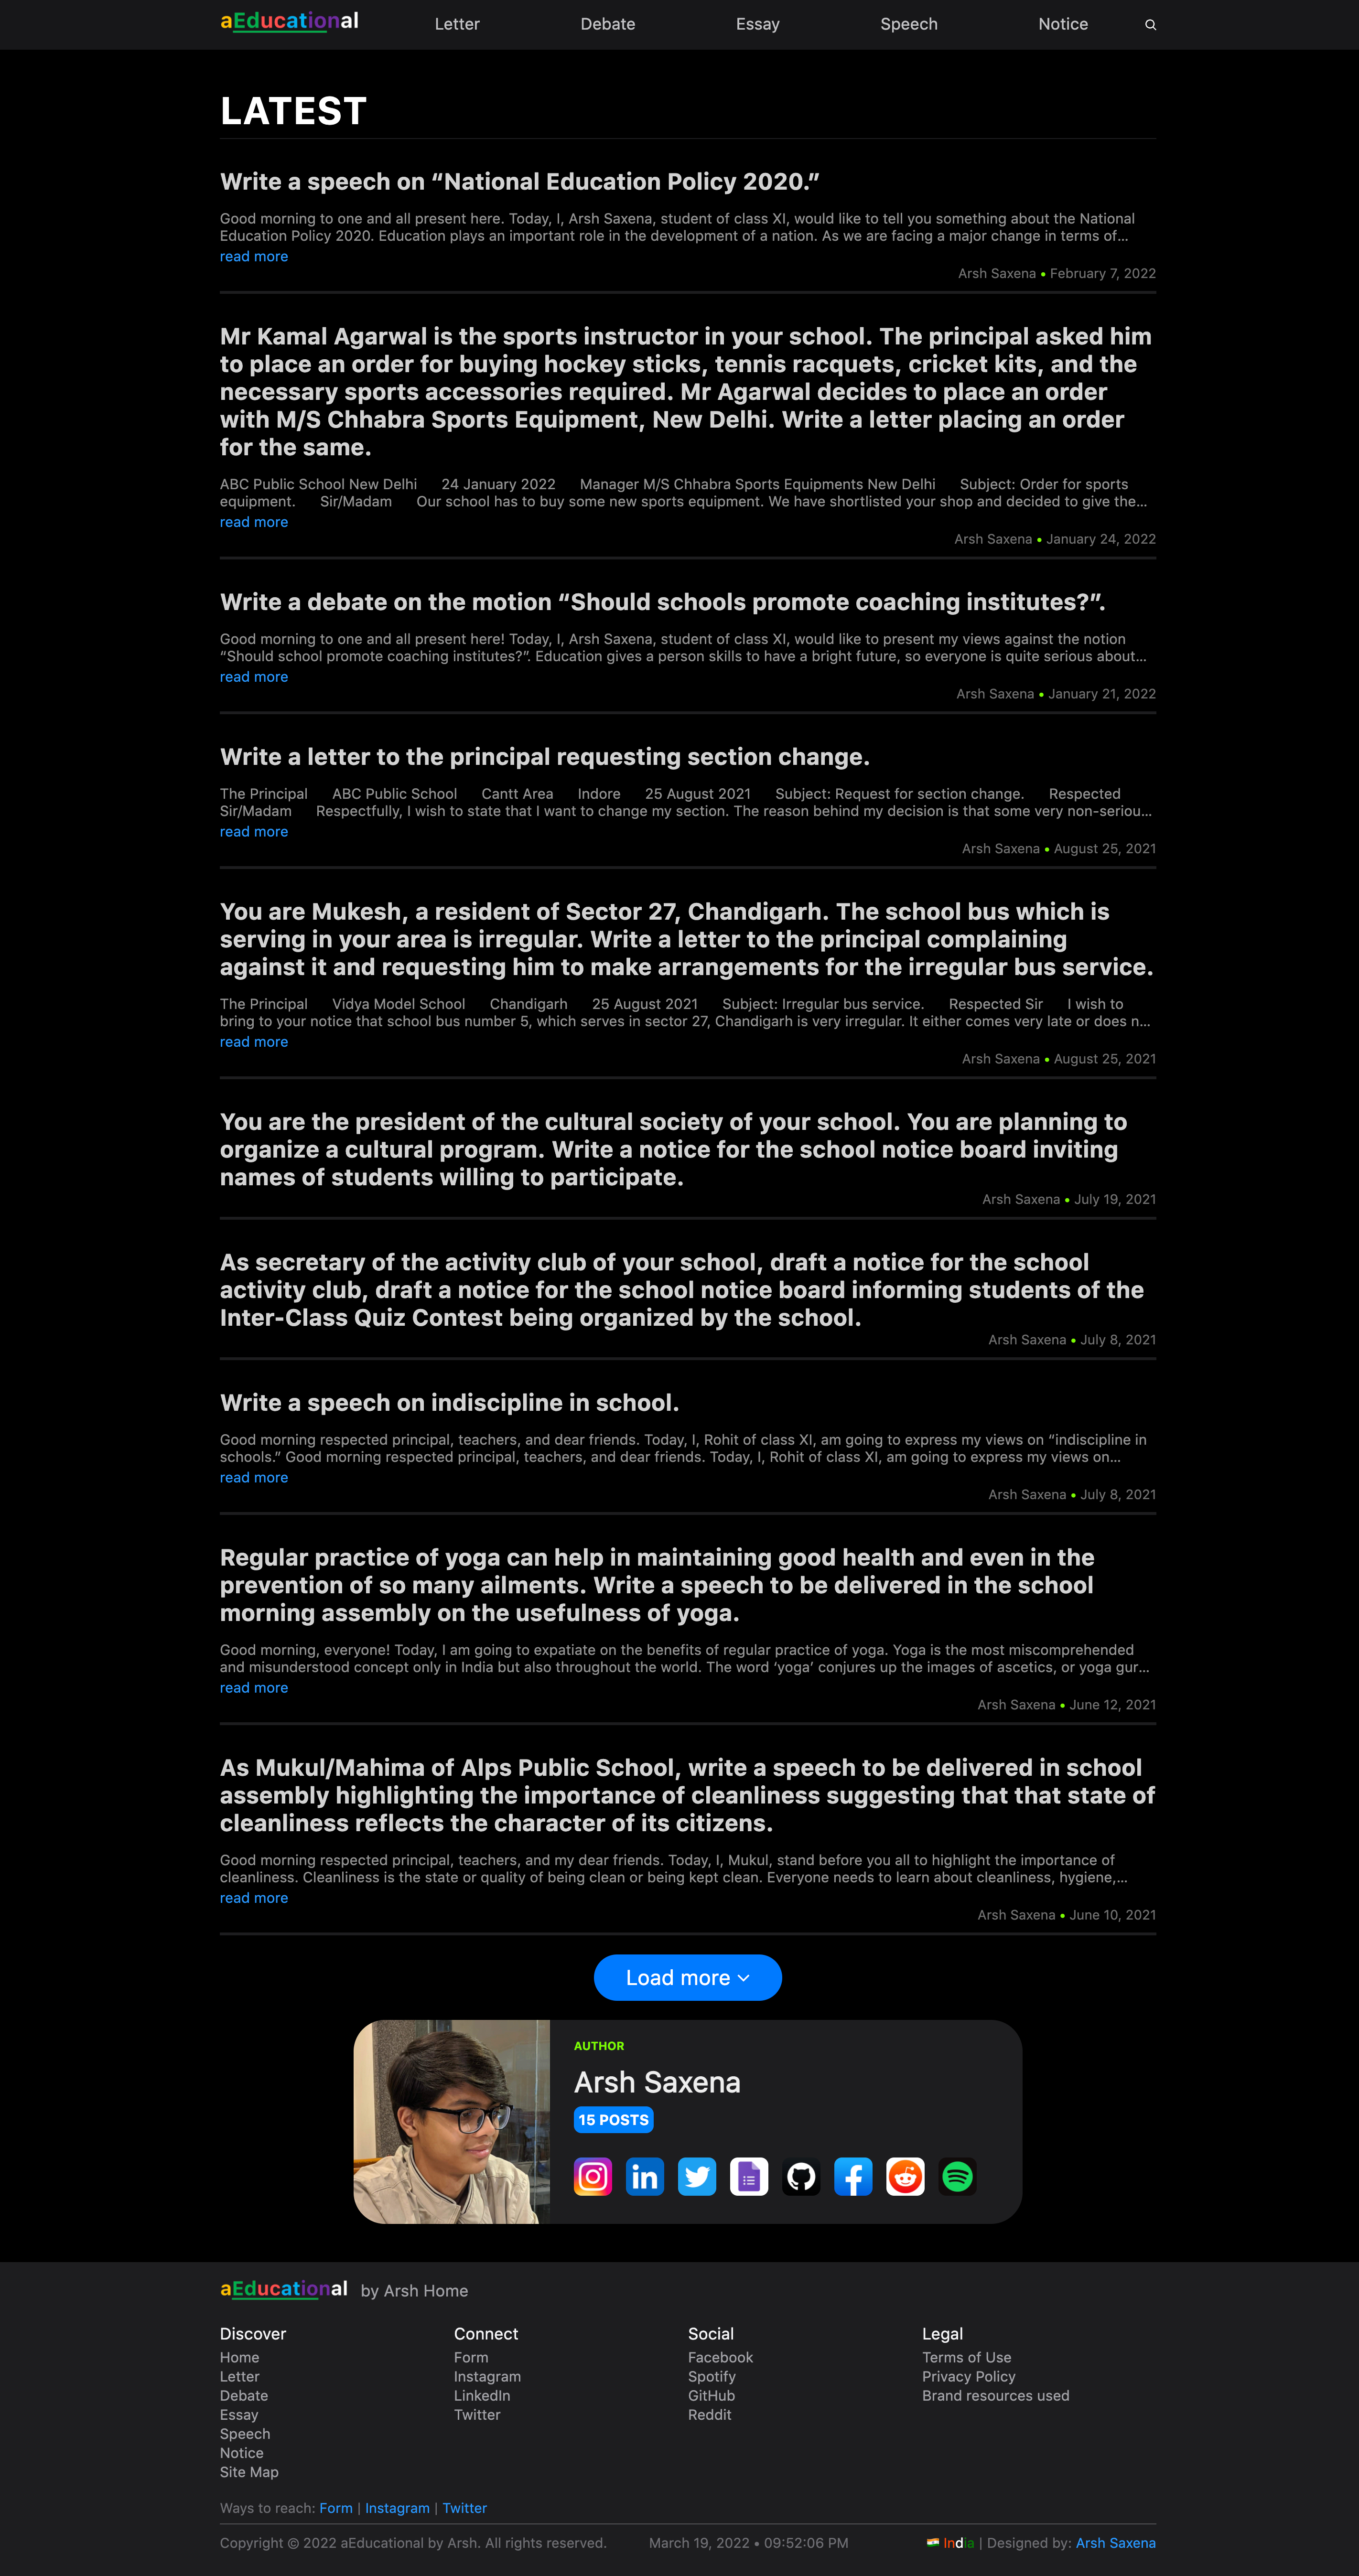 aEducational Letter Debate Essay Speech Notice
LATEST
Write a speech on “National Education Policy 2020.”
Good morning to one and all present here. Today, I, Arsh Saxena, student of class XI, would like to tell you something about the National
Education Policy 2020. Education plays an important role in the development of a nation. As we are facing a major change in terms of...
read more
Arsh Saxena • February 7, 2022
Mr Kamal Agarwal is the sports instructor in your school. The principal asked him
to place an order for buying hockey sticks, tennis racquets, cricket kits, and the
necessary sports accessories required. Mr Agarwal decides to place an order
with M/S Chhabra Sports Equipment, New Delhi. Write a letter placing an order
for the same.
ABC Public School New Delhi 24 January 2022 Manager M/S Chhabra Sports Equipments New Delhi Subject: Order for sports
equipment. Sir/Madam Our school has to buy some new sports equipment. We have shortlisted your shop and decided to give the...
read more
Arsh Saxena • January 24, 2022
Write a debate on the motion “Should schools promote coaching institutes?”.
Good morning to one and all present here! Today, I, Arsh Saxena, student of class XI, would like to present my views against the notion
“Should school promote coaching institutes?”. Education gives a person skills to have a bright future, so everyone is quite serious about...
read more
Arsh Saxena • January 21, 2022
Write a letter to the principal requesting section change.
The Principal ABC Public School Cantt Area Indore 25 August 2021 Subject: Request for section change. Respected
Sir/Madam Respectfully, I wish to state that I want to change my section. The reason behind my decision is that some very non-seriou...
read more
Arsh Saxena • August 25, 2021
You are Mukesh, a resident of Sector 27, Chandigarh. The school bus which is
serving in your area is irregular. Write a letter to the principal complaining
against it and requesting him to make arrangements for the irregular bus service.
The Principal Vidya Model School Chandigarh 25 August 2021 Subject: Irregular bus service. Respected Sir I wish to
bring to your notice that school bus number 5, which serves in sector 27, Chandigarh is very irregular. It either comes very late or does n...
read more
Arsh Saxena • August 25, 2021
You are the president of the cultural society of your school. You are planning to
organize a cultural program. Write a notice for the school notice board inviting
names of students willing to participate.
Arsh Saxena • July 19, 2021
As secretary of the activity club of your school, draft a notice for the school
activity club, draft a notice for the school notice board informing students of the
Inter-Class Quiz Contest being organized by the school.
Arsh Saxena • July 8, 2021
Write a speech on indiscipline in school.
Good morning respected principal, teachers, and dear friends. Today, I, Rohit of class XI, am going to express my views on “indiscipline in
schools.” Good morning respected principal, teachers, and dear friends. Today, I, Rohit of class XI, am going to express my views on...
read more
Arsh Saxena • July 8, 2021
Regular practice of yoga can help in maintaining good health and even in the
prevention of so many ailments. Write a speech to be delivered in the school
morning assembly on the usefulness of yoga.
Good morning, everyone! Today, I am going to expatiate on the benefits of regular practice of yoga. Yoga is the most miscomprehended
and misunderstood concept only in India but also throughout the world. The word ‘yoga’ conjures up the images of ascetics, or yoga gur...
read more
Arsh Saxena • June 12, 2021
As Mukul/Mahima of Alps Public School, write a speech to be delivered in school
assembly highlighting the importance of cleanliness suggesting that that state of
cleanliness reflects the character of its citizens.
Good morning respected principal, teachers, and my dear friends. Today, I, Mukul, stand before you all to highlight the importance of
cleanliness. Cleanliness is the state or quality of being clean or being kept clean. Everyone needs to learn about cleanliness, hygiene,...
read more
Arsh Saxena • June 10, 2021
Load more
AUTHOR
Arsh Saxena
15 POSTS
aEducational by Arsh Home
Discover Connect Social Legal
Home Form Facebook Terms of Use
Letter Instagram Spotify Privacy Policy
Debate LinkedIn GitHub Brand resources used
Essay Twitter Reddit
Speech
Notice
Site Map
Ways to reach: Form | Instagram | Twitter
Copyright © 2022 aEducational by Arsh. All rights reserved. March 19, 2022 • 09:52:06 PM India | Designed by: Arsh Saxena